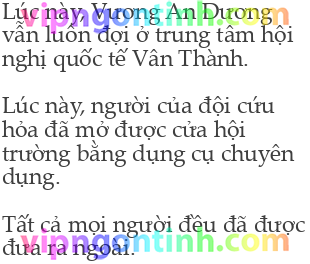 Lúc này, Vương An Dương
vipngontinh.com
vẫn luôn đợi ở trung tâm hội
nghị quốc tế Vân Thành.
Lúc này, người của đội cứu
hỏa đã mở được cửa hội
trường bằng dụng cụ chuyên
dụng.
Tất cả mọi người đều đã được
vipngontinh.com
đưa ra ngoài.